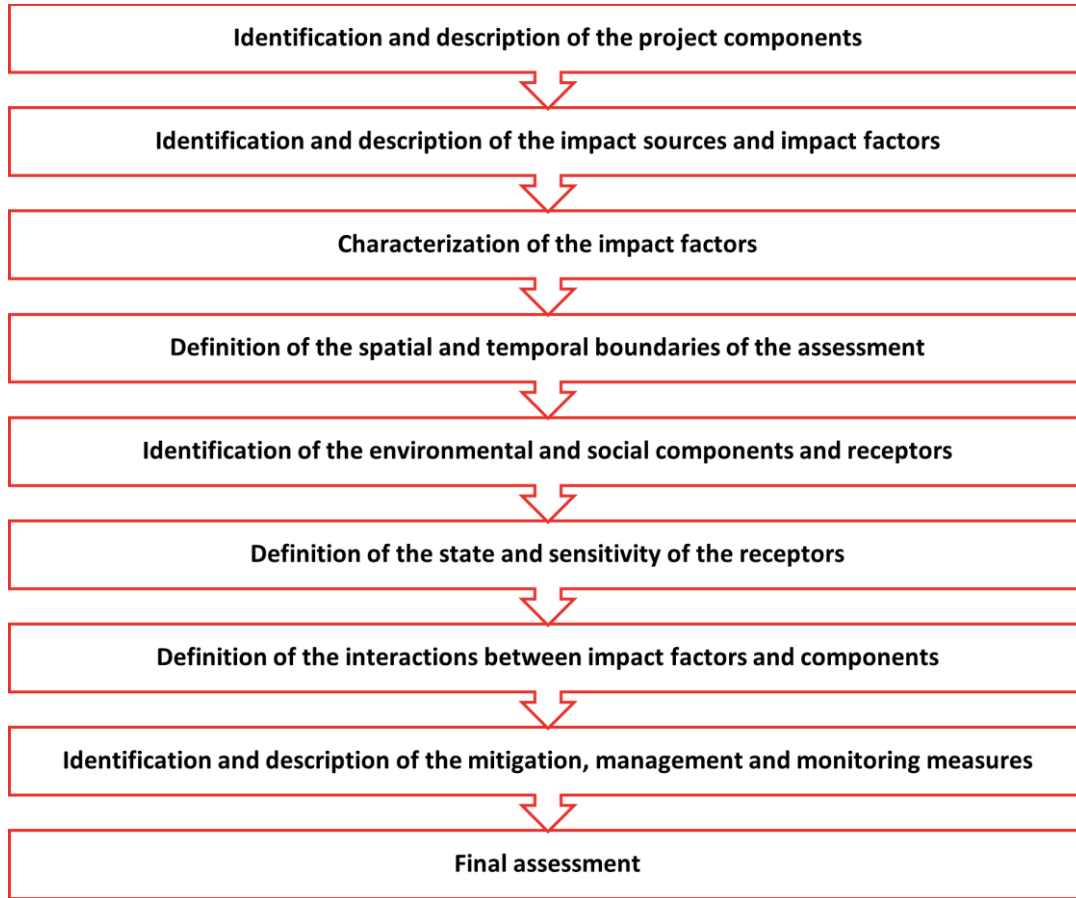 Identification and description of the project components
Identification and description of the impact sources and impact factors
Characterization of the impact factors
Definition of the spatial and temporal boundaries of the assessment
Identification of the environmental and social components and receptors
Definition of the state and sensitivity of the receptors
Definition of the interactions between impact factors and components
Identification and description of the mitigation, management and monitoring measures
Final assessment